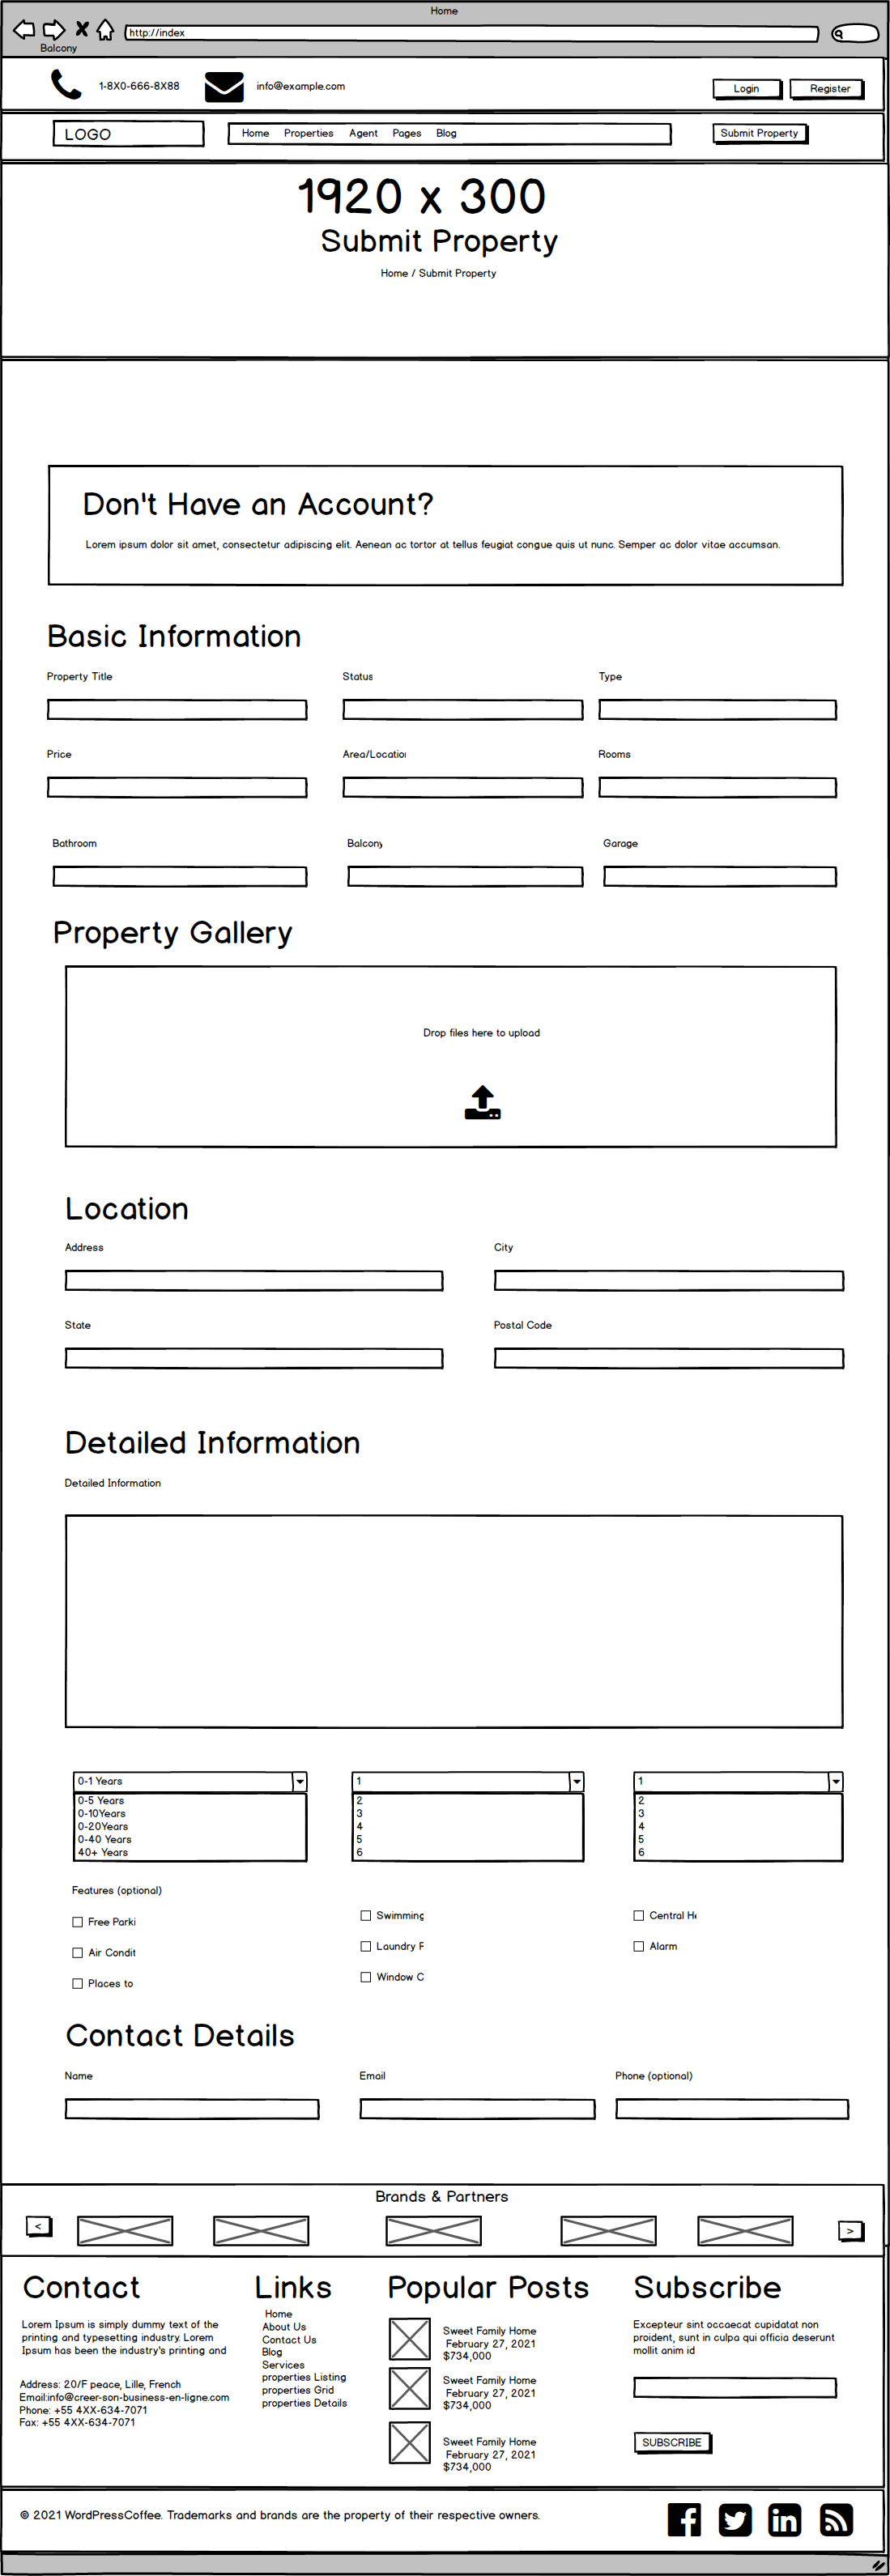 Home
http://index
Balcony
1-8X0-666-8X88
info@example.com
Login
Register
LOGO
Home Properties Agent Pages Blog
Submit Property
1920 x 300
Submit Property
Home / Submit Property
Don't Have an Account?
Lorem ipsum dolor sit amet, consectetur adipiscing elit. Aenean ac tortor at tellus feugiat congue quis ut nunc. Semper ac dolor vitae accumsan.
Basic Information
Property Title
Status
Type
Price
Area/Location
Rooms
Bathroom
Balcony
Garage
Property Gallery
Drop files here to upload
Location
Address
City
State
Postal Code
Detailed Information
Detailed Information
0-1 Years
0-5 Years
0-10Years
0-20Years
0-40 Years
40+ Years
1
2
3
4
5
6
1
2
3
4
5
6
Features (optional)
Free Parki
Air Condit
Places to
Swimming
Laundry
Window C
Central
Alarm
Contact Details
Name
Email
Phone (optional)
Brands & Partners
<
>
Contact
Lorem Ipsum is simply dummy text of the
printing and typesetting industry. Lorem
Ipsum has been the industry's printing and
Address: 20/F peace, Lille, French
Email:info@creer-son-business-en-ligne.com
Phone: +55 4XX-634-7071
Fax: +55 4XX-634-7071
Links
Home
About Us
Contact Us
Blog
Services
properties Listing
properties Grid
properties Details
Popular Posts
Sweet Family Home
February 27, 2021
$734,000
Sweet Family Home
February 27, 2021
$734,000
Sweet Family Home
February 27, 2021
$734,000
Subscribe
Excepteur sint occaecat cupidatat non
proident, sunt in culpa qui officia deserunt
mollit anim id
SUBSCRIBE
© 2021 WordPressCoffee. Trademarks and brands are the property of their respective owners.